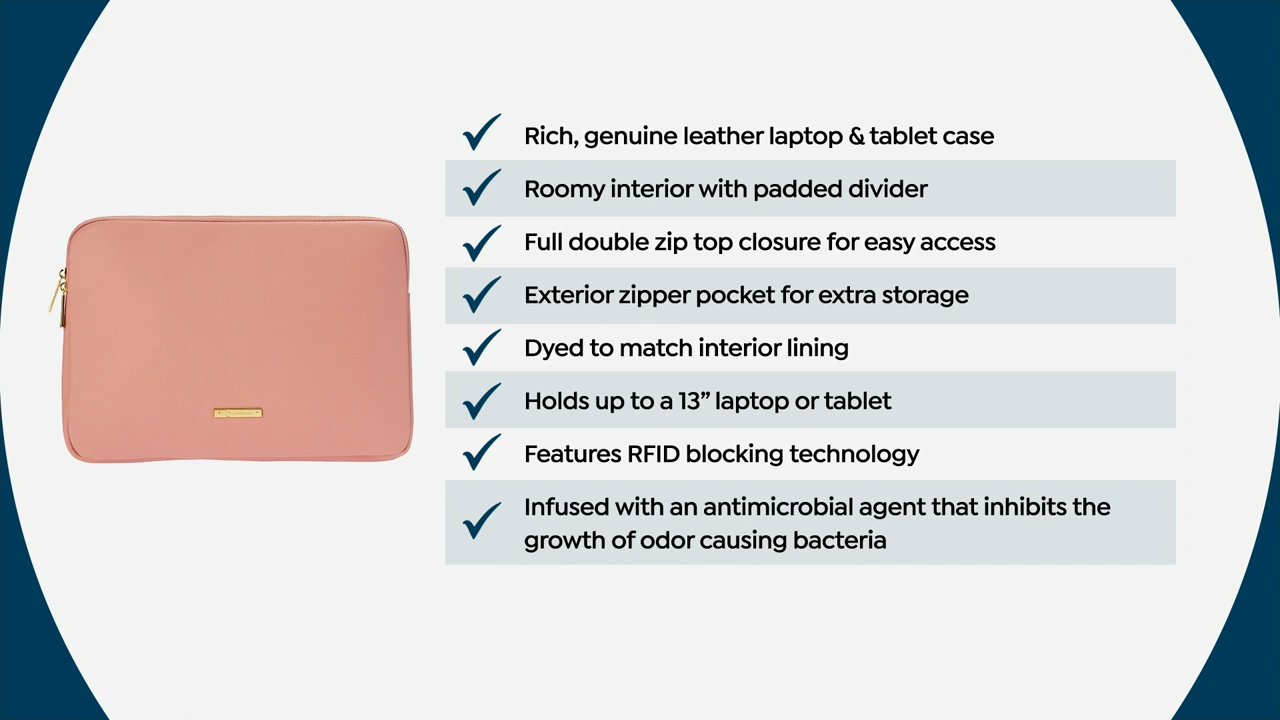 Rich, genuine leather laptop & tablet case
Roomy interior with padded divider
Full double zip top closure for easy access
Exterior zipper pocket for extra storage
Dyed to match interior lining
Holds up to a 13” laptop or tablet
Features RFID blocking technology
Infused with an antimicrobial agent that inhibits the
growth of odor causing bacteria